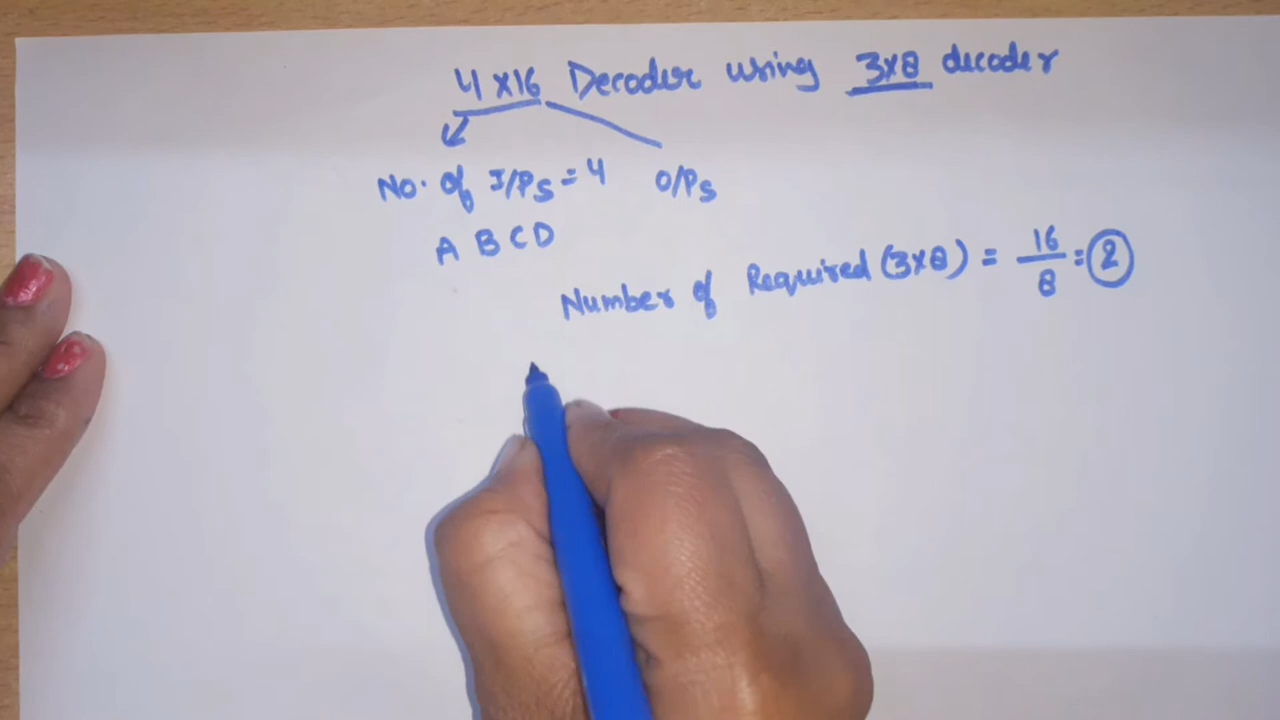 4x16 Decoder using 3x8 decoder
No. of I/Ps = 4 O/Ps
A B C D
Number of Required (3x8) = 16/8 = 2